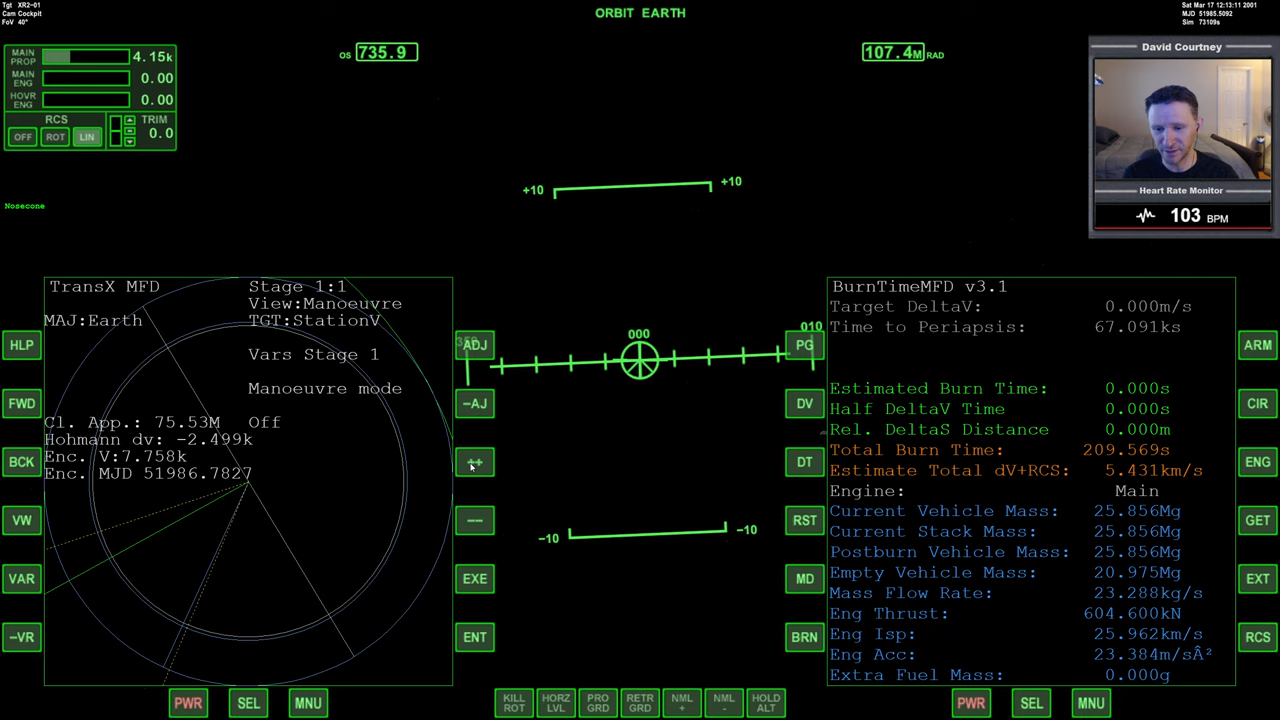 Tgt XR2-01
Cam Cockpit
FoV 40°
ORBIT EARTH
Sat Mar 17 12:13:11 2001
MJD 51985.5092
Sim 73109s
MAIN PROP 4.15k
MAIN ENG 0.00
HOVR ENG 0.00
RCS TRIM
OFF ROT LIN 0.0
OS 735.9
107.4M RAD
David Courtney
Heart Rate Monitor
103 BPM
Nosecone
+10 +10
000
010
-10 -10
TransX MFD Stage 1:1
View:Manoeuvre
MAJ:Earth TGT:StationV
Vars Stage 1
Manoeuvre mode
Cl. App.: 75.53M Off
Hohmann dv: -2.499k
Enc. V:7.758k
Enc. MJD 51986.7827
HLP
FWD
BCK
VW
VAR
-VR
ADJ
-AJ
++
--
EXE
ENT
PWR SEL MNU
KILL ROT
HORZ LVL
PRO GRD
RETR GRD
NML +
NML -
HOLD ALT
BurnTimeMFD v3.1
Target DeltaV: 0.000m/s
Time to Periapsis: 67.091ks
Estimated Burn Time: 0.000s
Half DeltaV Time 0.000s
Rel. DeltaS Distance 0.000m
Total Burn Time: 209.569s
Estimate Total dV+RCS: 5.431km/s
Engine: Main
Current Vehicle Mass: 25.856Mg
Current Stack Mass: 25.856Mg
Postburn Vehicle Mass: 25.856Mg
Empty Vehicle Mass: 20.975Mg
Mass Flow Rate: 23.288kg/s
Eng Thrust: 604.600kN
Eng Isp: 25.962km/s
Eng Acc: 23.384m/sÂ²
Extra Fuel Mass: 0.000g
PG
DV
DT
RST
MD
BRN
ARM
CIR
ENG
GET
EXT
RCS
PWR SEL MNU